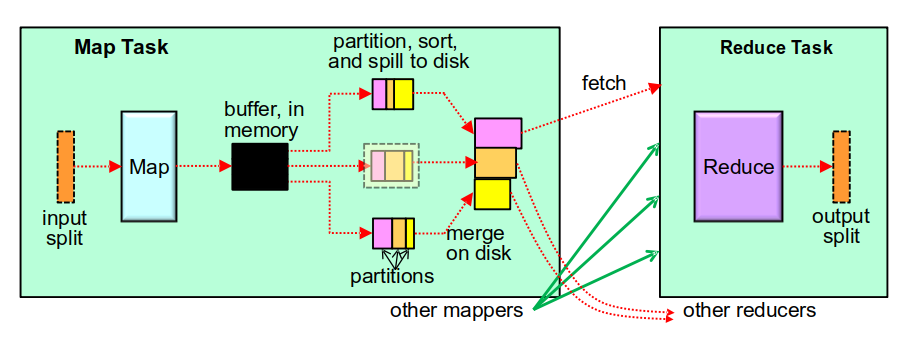 Map Task
partition, sort,
and spill to disk
Reduce Task
fetch
buffer, in
memory
Map
Reduce
input
split
output
split
merge
on disk
partitions
other mappers
other reducers